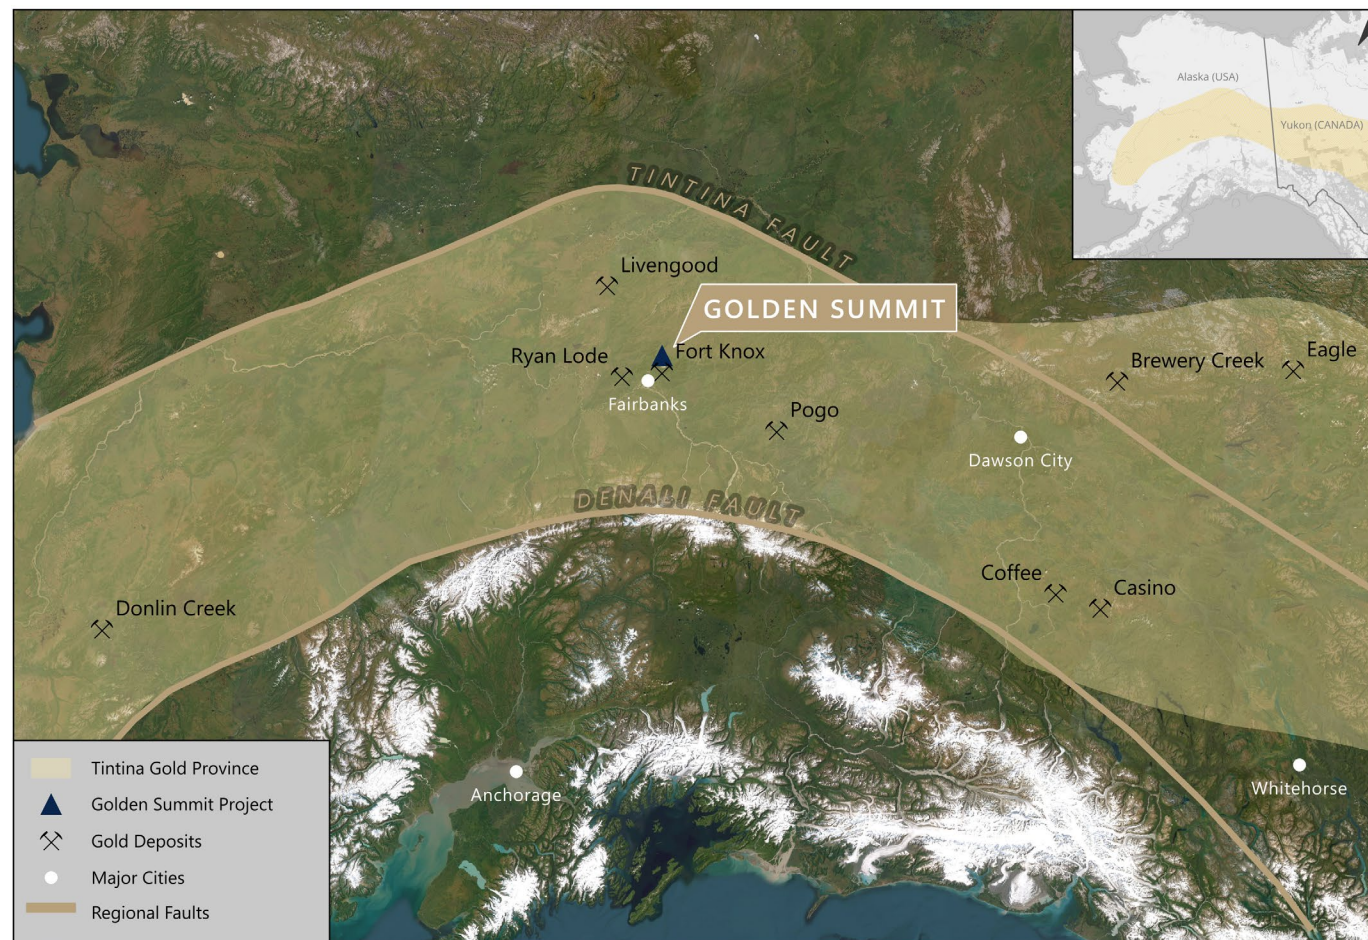 Alaska (USA)
Yukon (CANADA)
TINTINA FAULT
Livengood
GOLDEN SUMMIT
Ryan Lode
Fort Knox
Fairbanks
Brewery Creek
Eagle
Pogo
Dawson City
DENALI FAULT
Coffee
Casino
Donlin Creek
Anchorage
Whitehorse
Tintina Gold Province
Golden Summit Project
Gold Deposits
Major Cities
Regional Faults